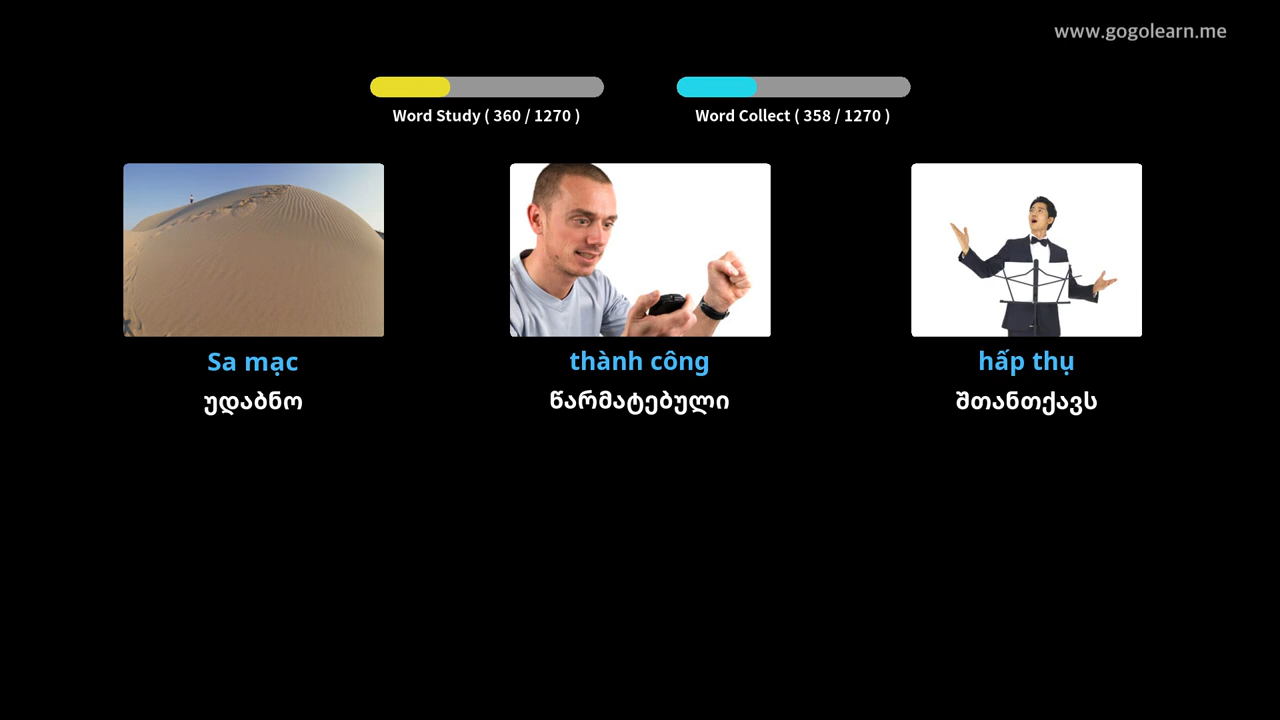 www.gogolearn.me
Word Study ( 360 / 1270 )
Word Collect ( 358 / 1270 )
Sa mạc
thành công
hấp thụ
უდაბნო
წარმატებული
შთანთქავს